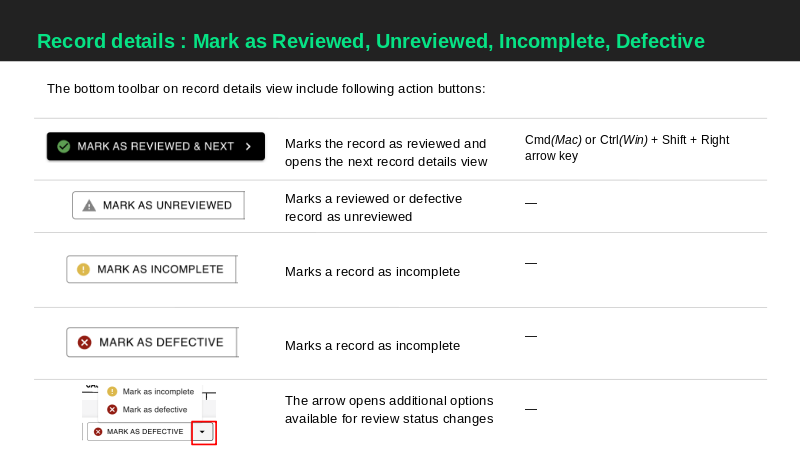 Record details : Mark as Reviewed, Unreviewed, Incomplete, Defective
The bottom toolbar on record details view include following action buttons:
MARK AS REVIEWED & NEXT
Marks the record as reviewed and
opens the next record details view
Cmd(Mac) or Ctrl(Win) + Shift + Right
arrow key
MARK AS UNREVIEWED
Marks a reviewed or defective
record as unreviewed
—
MARK AS INCOMPLETE
Marks a record as incomplete
—
MARK AS DEFECTIVE
Marks a record as incomplete
—
Mark as incomplete
Mark as defective
MARK AS DEFECTIVE
The arrow opens additional options
available for review status changes
—